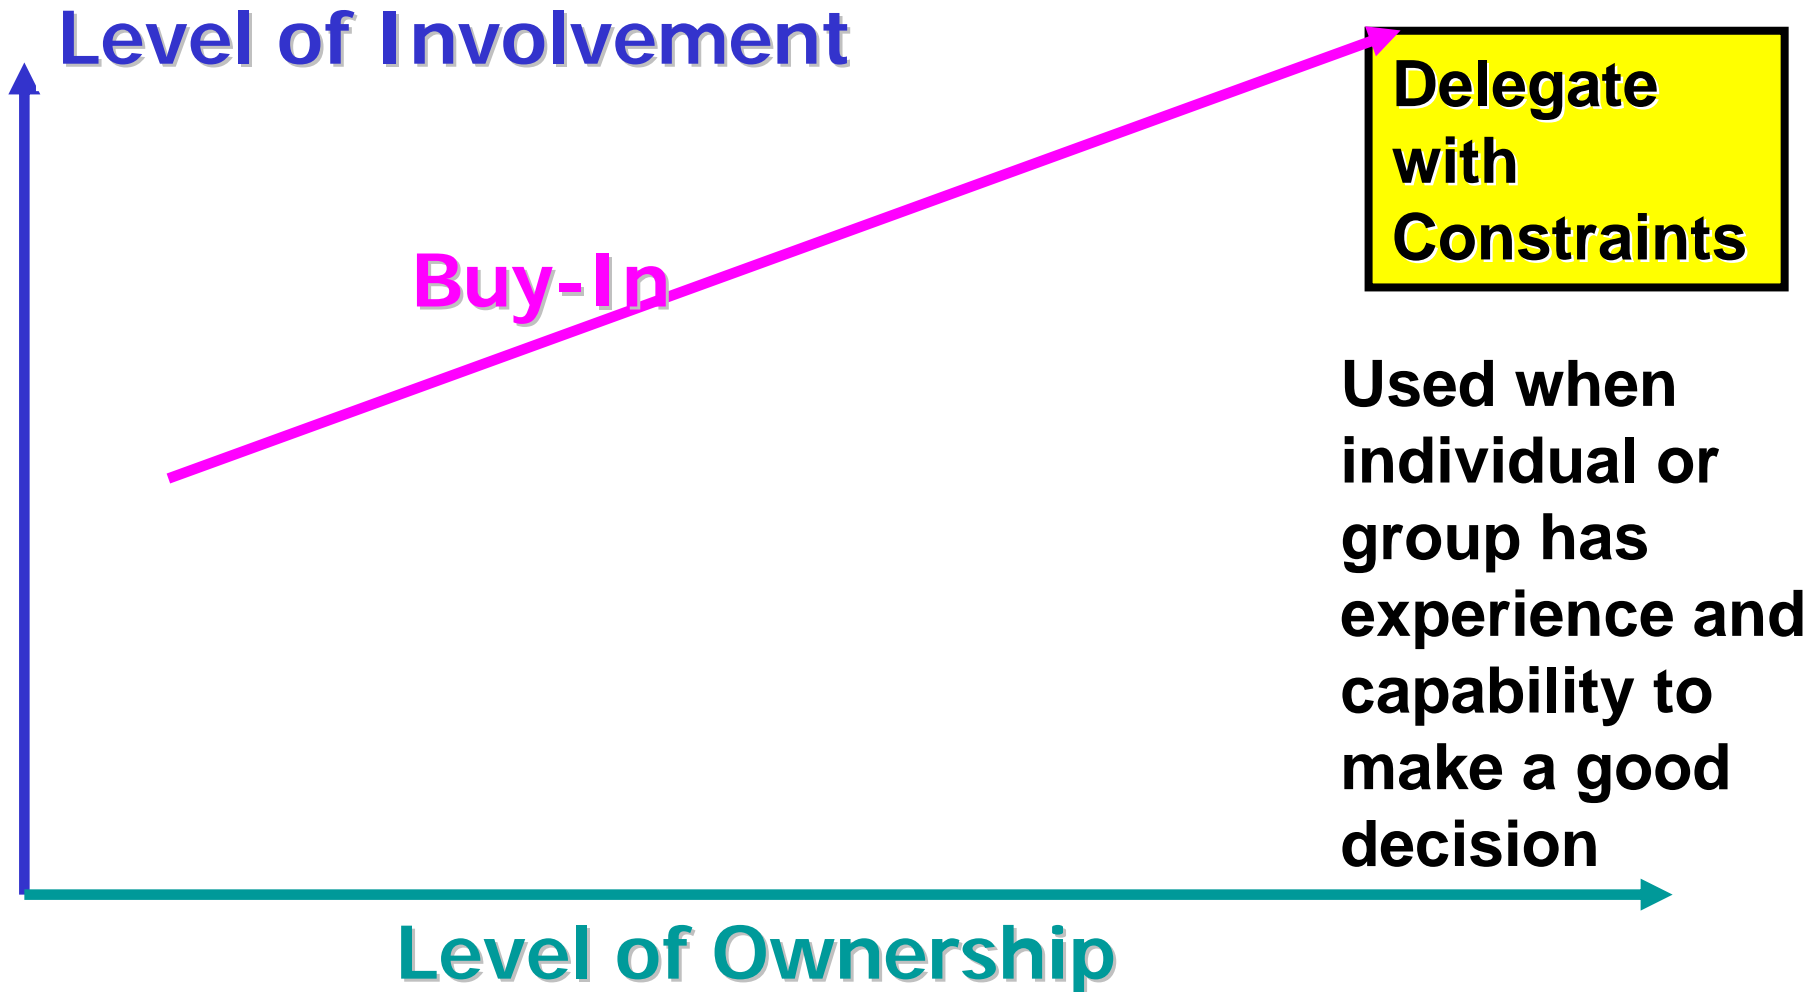 Level of Involvement
Delegate
with
Constraints
Buy-In
Used when
individual or
group has
experience and
capability to
make a good
decision
Level of Ownership